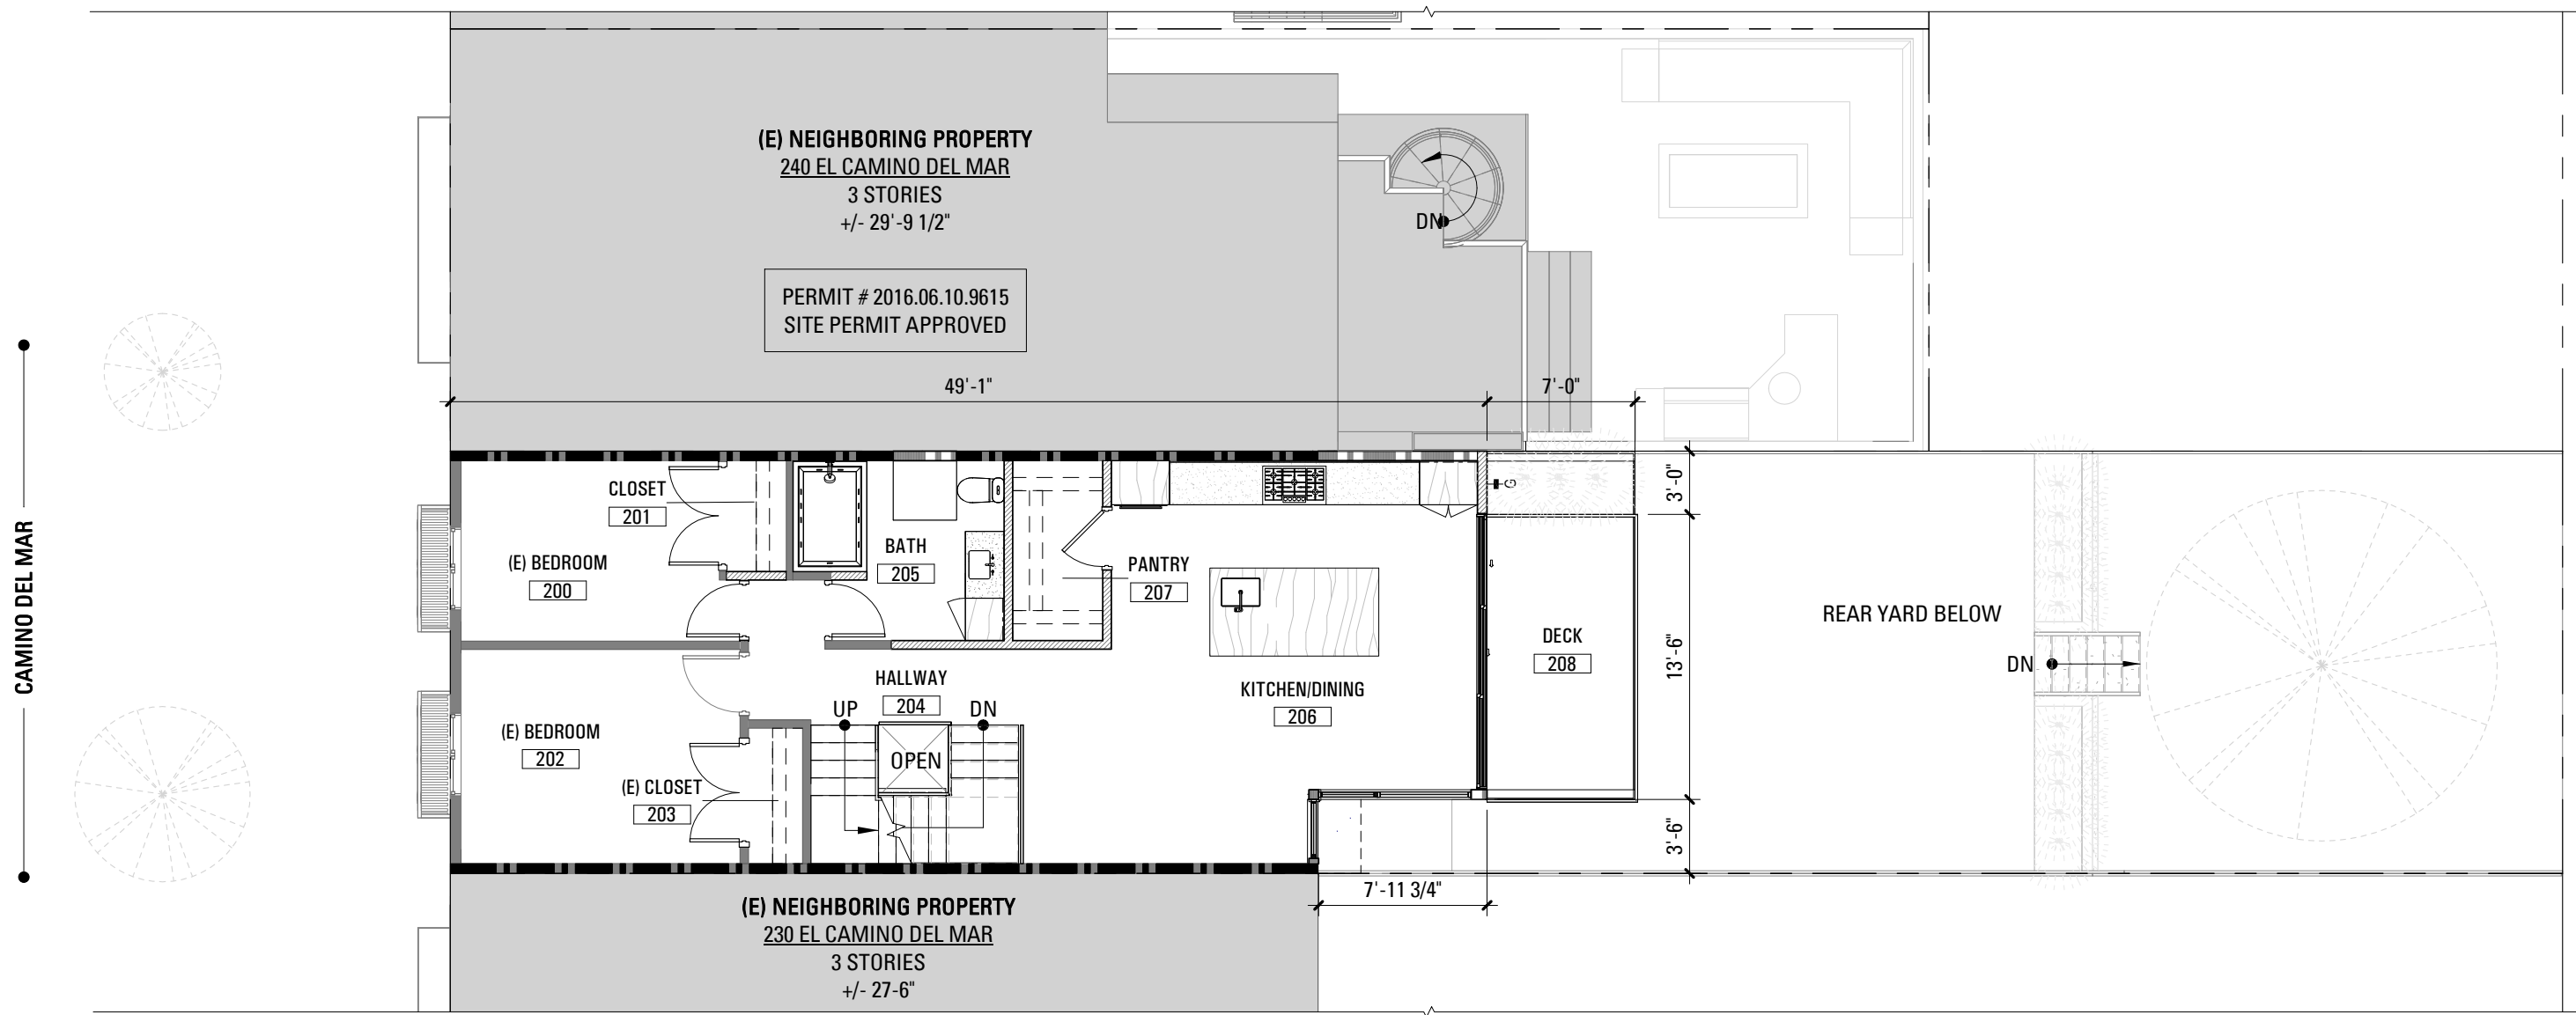 (E) NEIGHBORING PROPERTY
240 EL CAMINO DEL MAR
3 STORIES
+/- 29'-9 1/2"
PERMIT # 2016.06.10.9615
SITE PERMIT APPROVED
DN
49'-1"
7'-0"
CAMINO DEL MAR
CLOSET
201
(E) BEDROOM
200
BATH
205
PANTRY
207
G
3'-0"
13'-6"
3'-6"
DECK
208
REAR YARD BELOW
DN
HALLWAY
204
UP
DN
OPEN
KITCHEN/DINING
206
(E) BEDROOM
202
(E) CLOSET
203
7'-11 3/4"
(E) NEIGHBORING PROPERTY
230 EL CAMINO DEL MAR
3 STORIES
+/- 27-6"